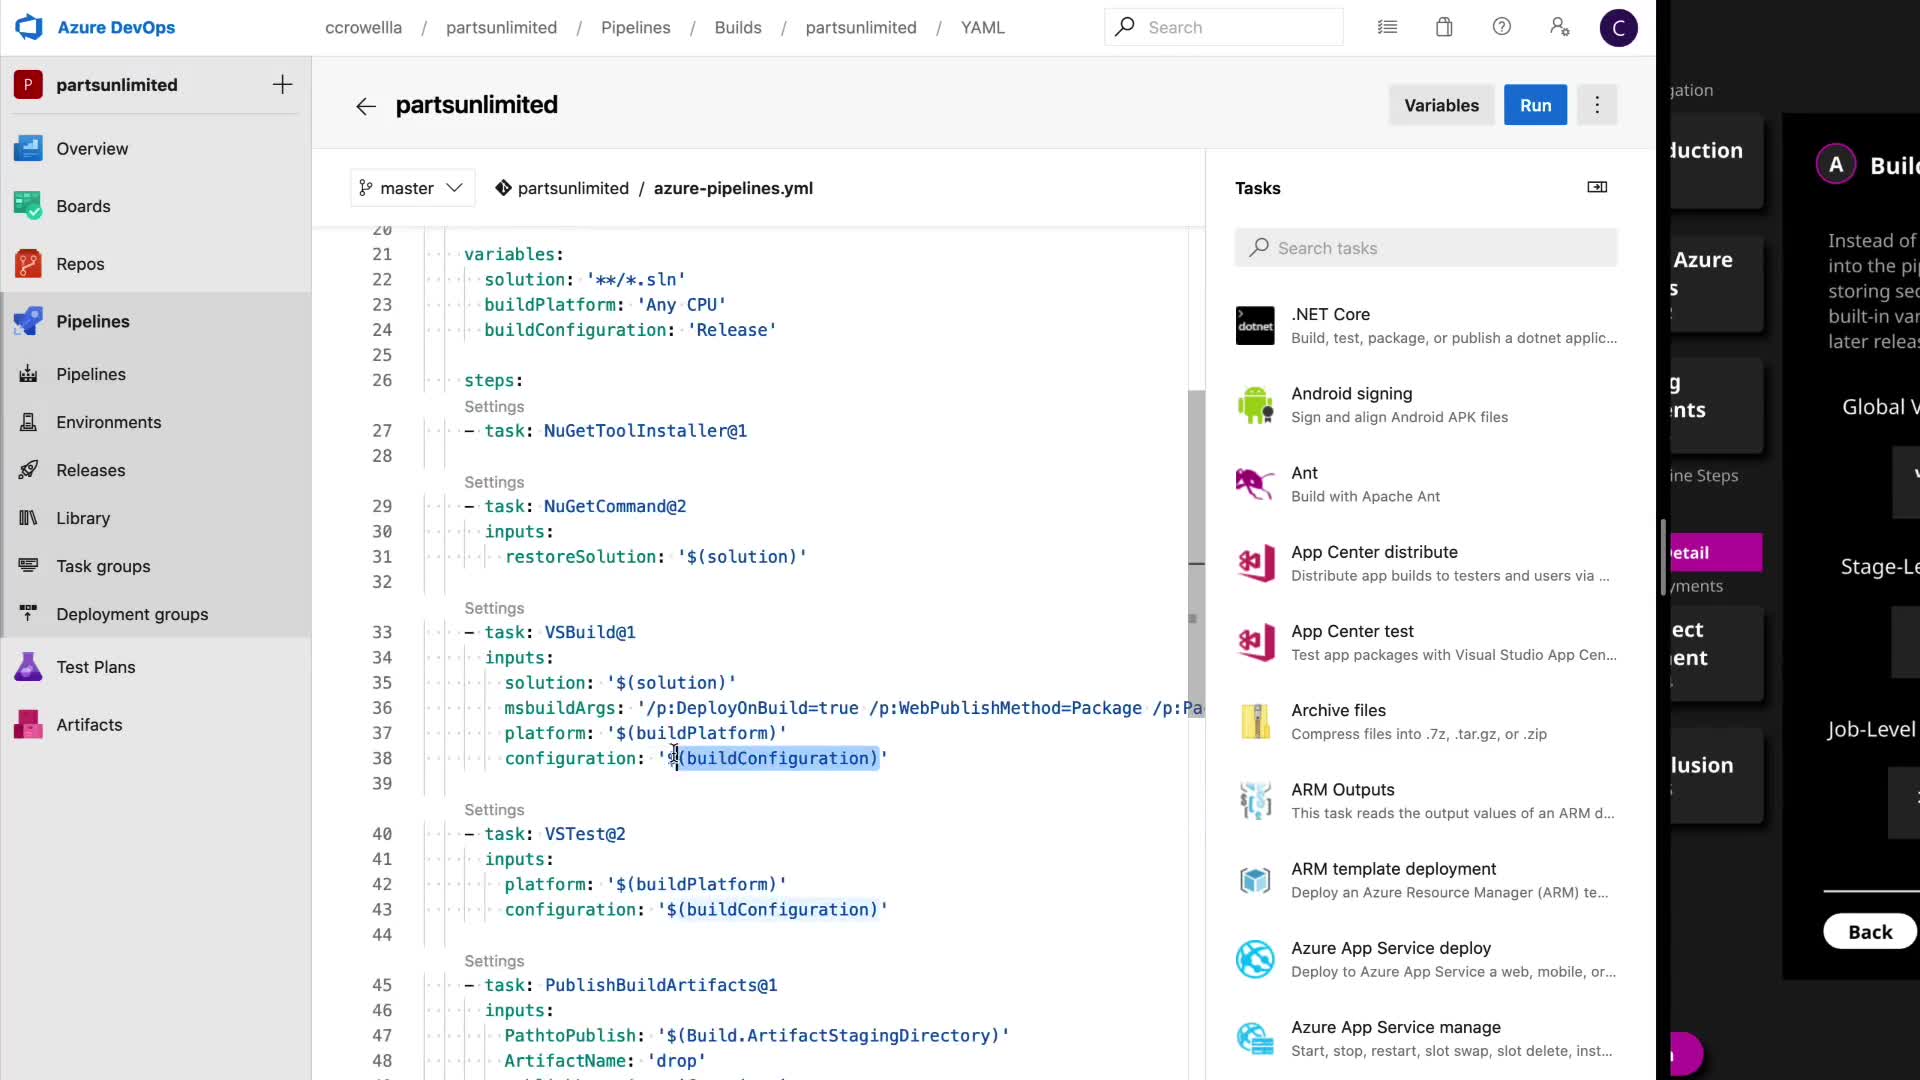 Azure DevOps
ccrowellla / partsunlimited / Pipelines / Builds / partsunlimited / YAML
Search
C
P partsunlimited
Overview
Boards
Repos
Pipelines
Pipelines
Environments
Releases
Library
Task groups
Deployment groups
Test Plans
Artifacts
partsunlimited
Variables
Run
master
partsunlimited / azure-pipelines.yml
20
21 variables:
22 solution: '**/*.sln'
23 buildPlatform: 'Any CPU'
24 buildConfiguration: 'Release'
25
26 steps:
Settings
27 - task: NuGetToolInstaller@1
28
Settings
29 - task: NuGetCommand@2
30 inputs:
31 restoreSolution: '$(solution)'
32
Settings
33 - task: VSBuild@1
34 inputs:
35 solution: '$(solution)'
36 msbuildArgs: '/p:DeployOnBuild=true /p:WebPublishMethod=Package /p:Pa
37 platform: '$(buildPlatform)'
38 configuration: '$(buildConfiguration)'
39
Settings
40 - task: VSTest@2
41 inputs:
42 platform: '$(buildPlatform)'
43 configuration: '$(buildConfiguration)'
44
Settings
45 - task: PublishBuildArtifacts@1
46 inputs:
47 PathtoPublish: '$(Build.ArtifactStagingDirectory)'
48 ArtifactName: 'drop'
Tasks
Search tasks
dotnet
.NET Core
Build, test, package, or publish a dotnet applic...
Android signing
Sign and align Android APK files
Ant
Build with Apache Ant
App Center distribute
Distribute app builds to testers and users via ...
App Center test
Test app packages with Visual Studio App Cen...
Archive files
Compress files into .7z, .tar.gz, or .zip
ARM Outputs
This task reads the output values of an ARM d...
ARM template deployment
Deploy an Azure Resource Manager (ARM) te...
Azure App Service deploy
Deploy to Azure App Service a web, mobile, or...
Azure App Service manage
Start, stop, restart, slot swap, slot delete, inst...
gation
duction
Azure
s
g
nts
ine Steps
etail
yments
ect
ent
lusion
A Build
Instead of
into the pi
storing sec
built-in var
later releas
Global V
Stage-Le
Job-Level
Back